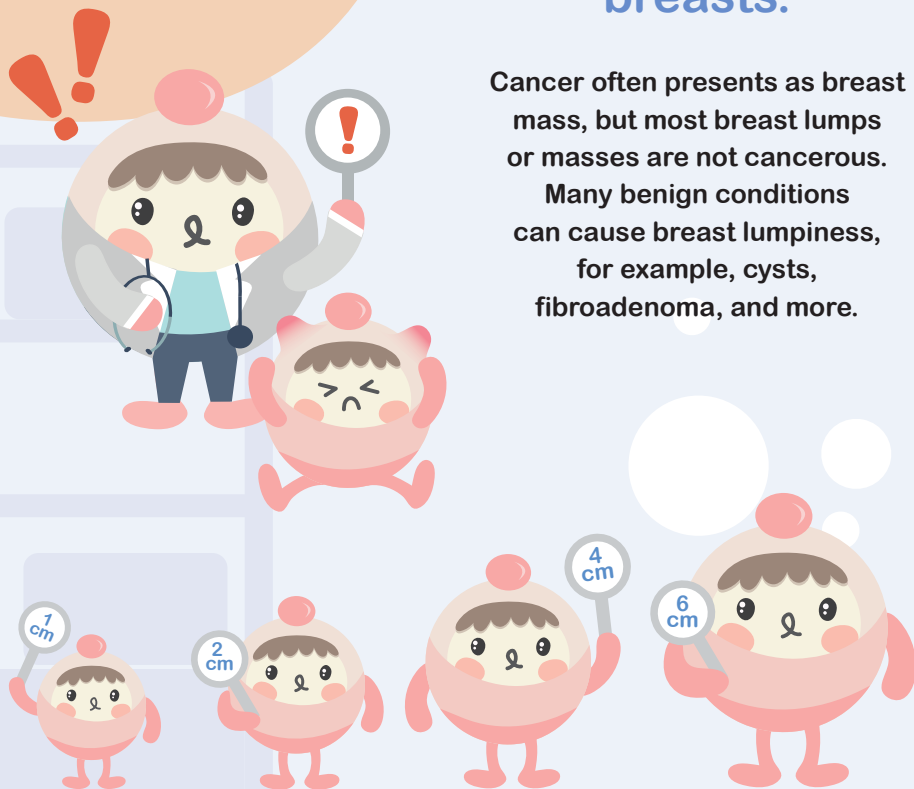 breasts.
Cancer often presents as breast
mass, but most breast lumps
or masses are not cancerous.
Many benign conditions
can cause breast lumpiness,
for example, cysts,
fibroadenoma, and more.
!!
!
1
cm
2
cm
4
cm
6
cm